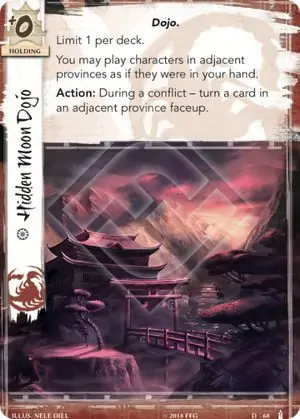 +0
HOLDING
Dojo.
Limit 1 per deck.
You may play characters in adjacent
provinces as if they were in your hand.
Action: During a conflict – turn a card in
an adjacent province faceup.
Hidden Moon Dojo
ILLUS. NELE DIEL
© 2018 FFG
D 68